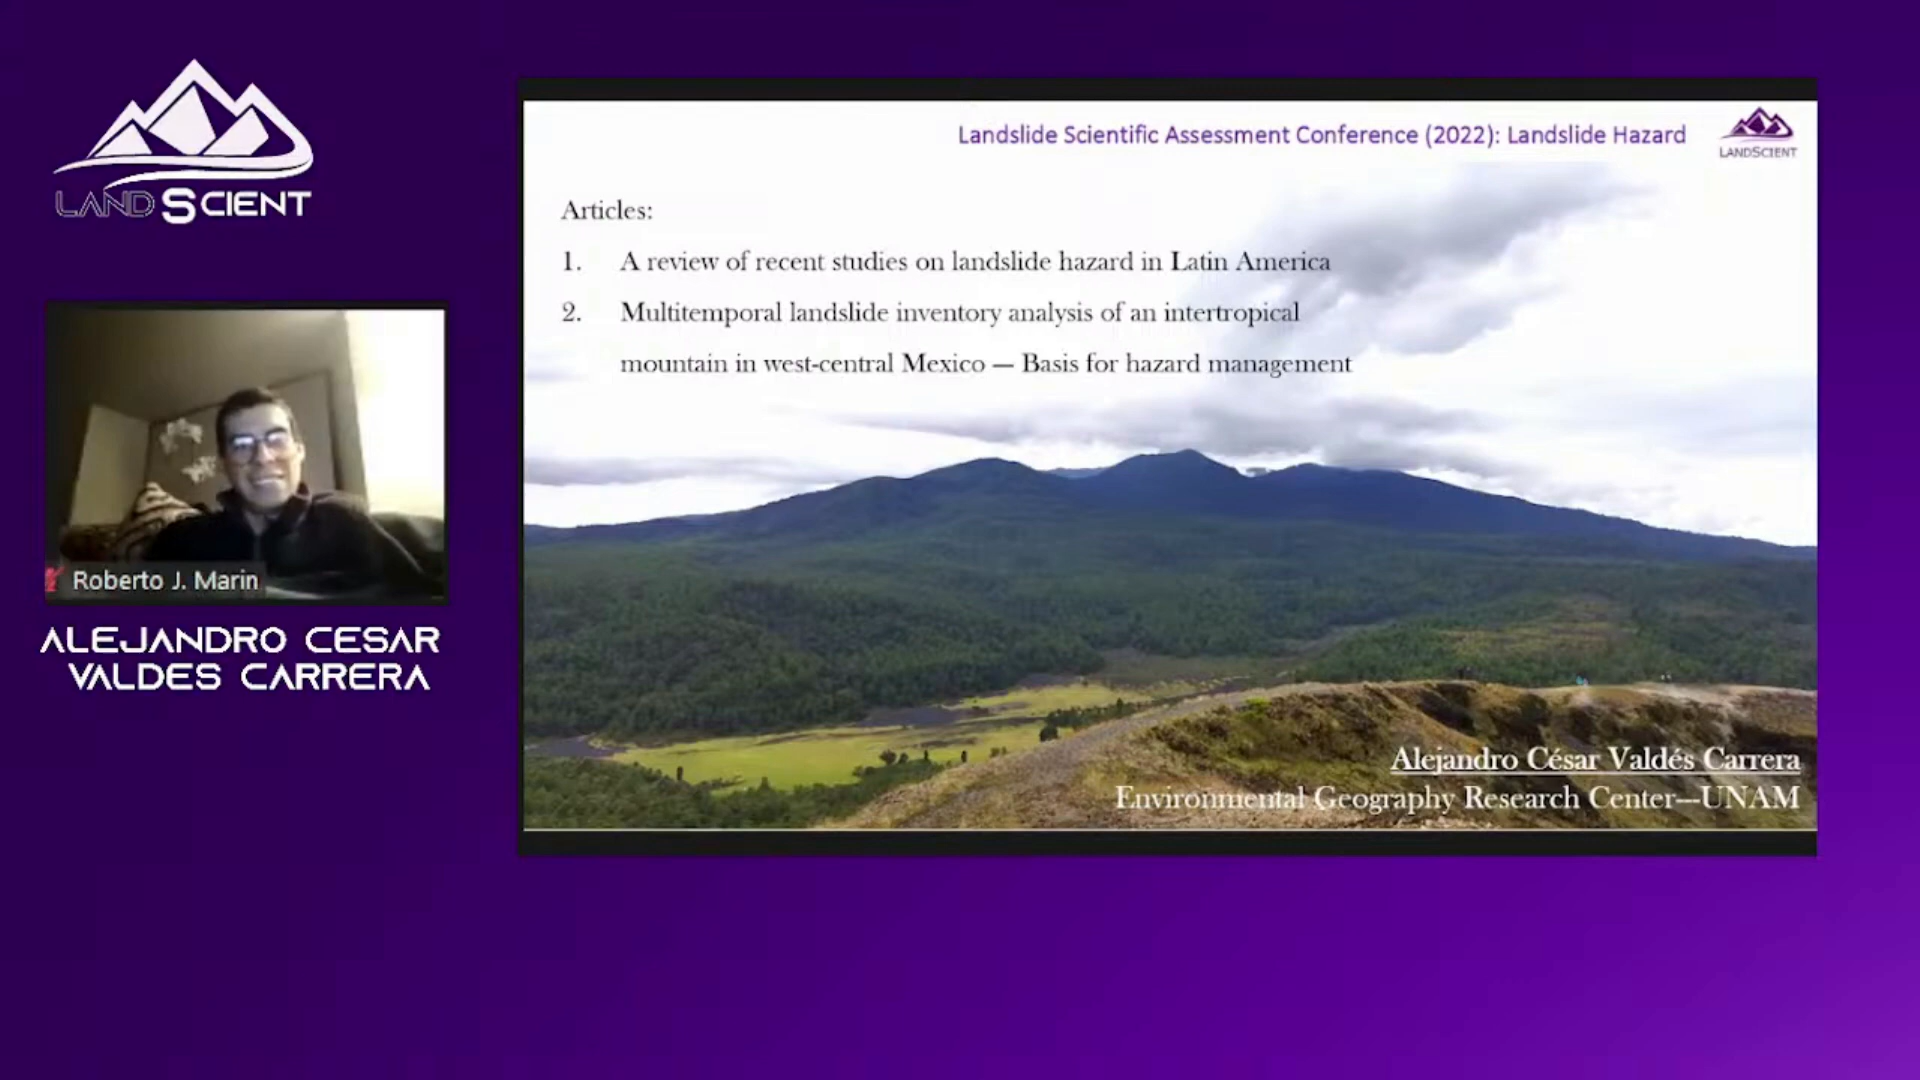 LANDSCIENT
Roberto J. Marin
ALEJANDRO CESAR
VALDES CARRERA
Landslide Scientific Assessment Conference (2022): Landslide Hazard
LANDSCIENT
Articles:
1. A review of recent studies on landslide hazard in Latin America
2. Multitemporal landslide inventory analysis of an intertropical
mountain in west-central Mexico — Basis for hazard management
Alejandro César Valdés Carrera
Environmental Geography Research Center---UNAM